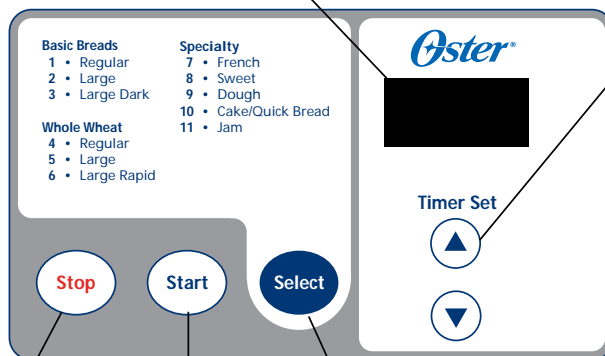 Basic Breads
1 • Regular
2 • Large
3 • Large Dark
Whole Wheat
4 • Regular
5 • Large
6 • Large Rapid
Specialty
7 • French
8 • Sweet
9 • Dough
10 • Cake/Quick Bread
11 • Jam
Oster®
Timer Set
Stop
Start
Select